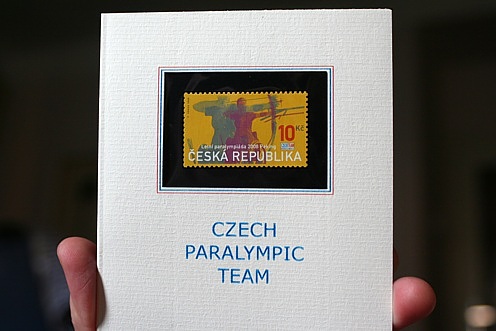 10 Kč
Letní paralympiáda 2008 Peking
ČESKÁ REPUBLIKA
CZECH
PARALYMPIC
TEAM